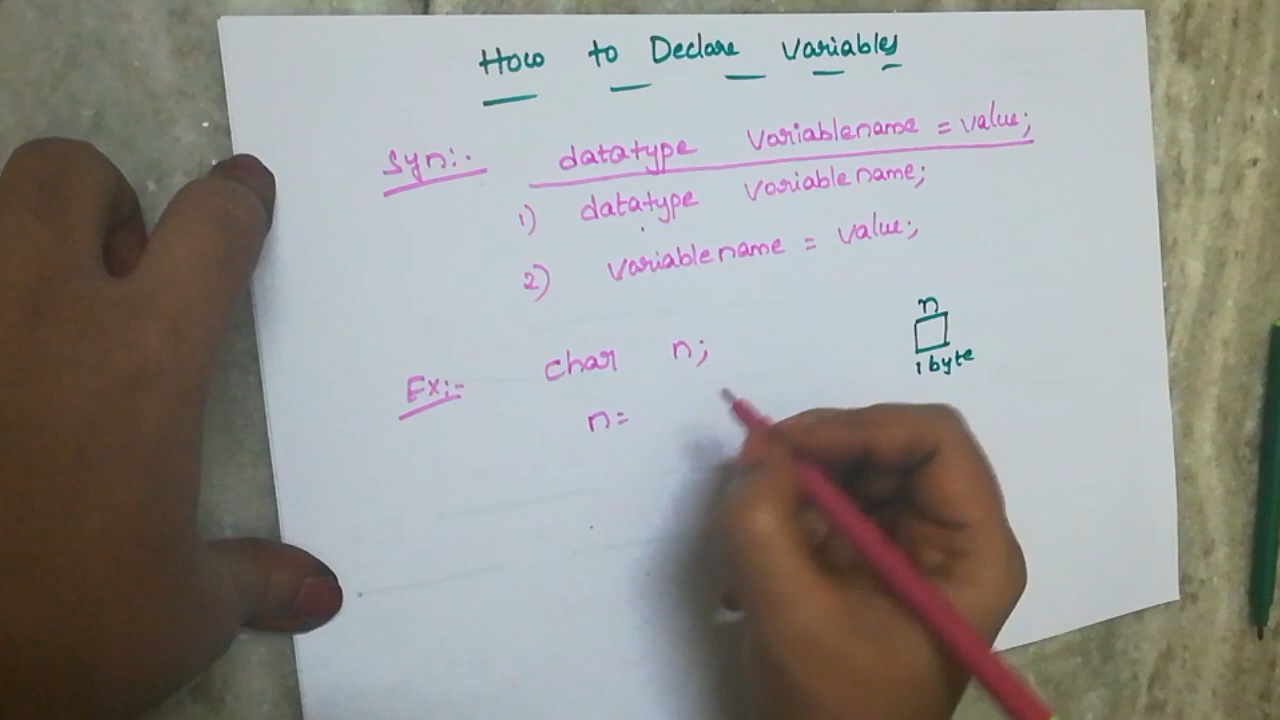 How to Declare Variables
Syn:- datatype variablename = value;
1) datatype variablename;
2) variablename = value;
n
1 byte
Ex:- char n;
n=